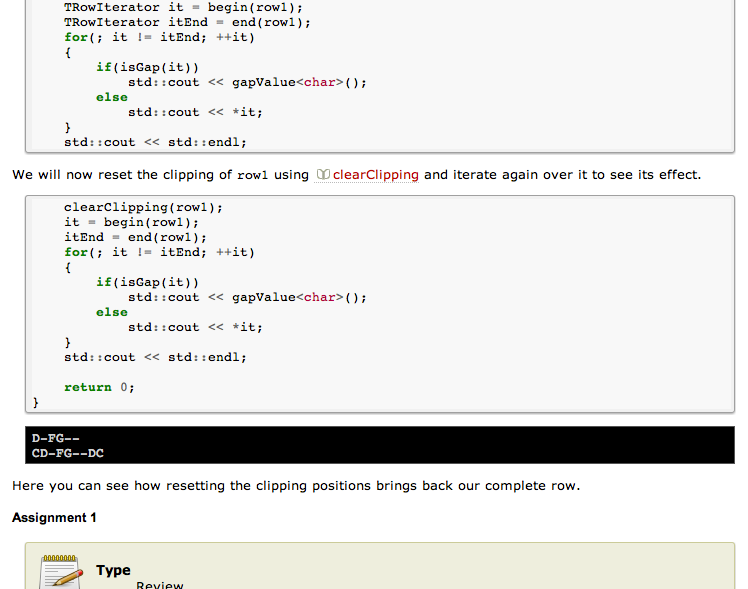 TRowIterator it = begin(row1);
TRowIterator itEnd = end(row1);
for(; it != itEnd; ++it)
{
if(isGap(it))
std::cout << gapValue<char>();
else
std::cout << *it;
}
std::cout << std::endl;
We will now reset the clipping of row1 using clearClipping and iterate again over it to see its effect.
clearClipping(row1);
it = begin(row1);
itEnd = end(row1);
for(; it != itEnd; ++it)
{
if(isGap(it))
std::cout << gapValue<char>();
else
std::cout << *it;
}
std::cout << std::endl;
return 0;
}
D-FG--
CD-FG--DC
Here you can see how resetting the clipping positions brings back our complete row.
Assignment 1
Type
Review